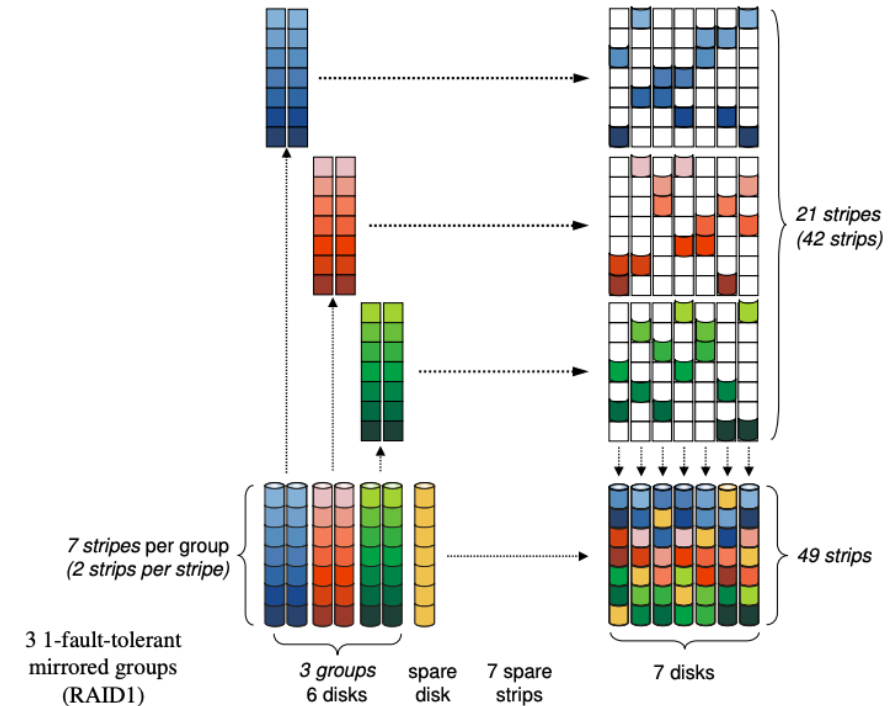 21 stripes
(42 strips)
7 stripes per group
(2 strips per stripe)
49 strips
3 1-fault-tolerant
mirrored groups
(RAID1)
3 groups
6 disks
spare
disk
7 spare
strips
7 disks